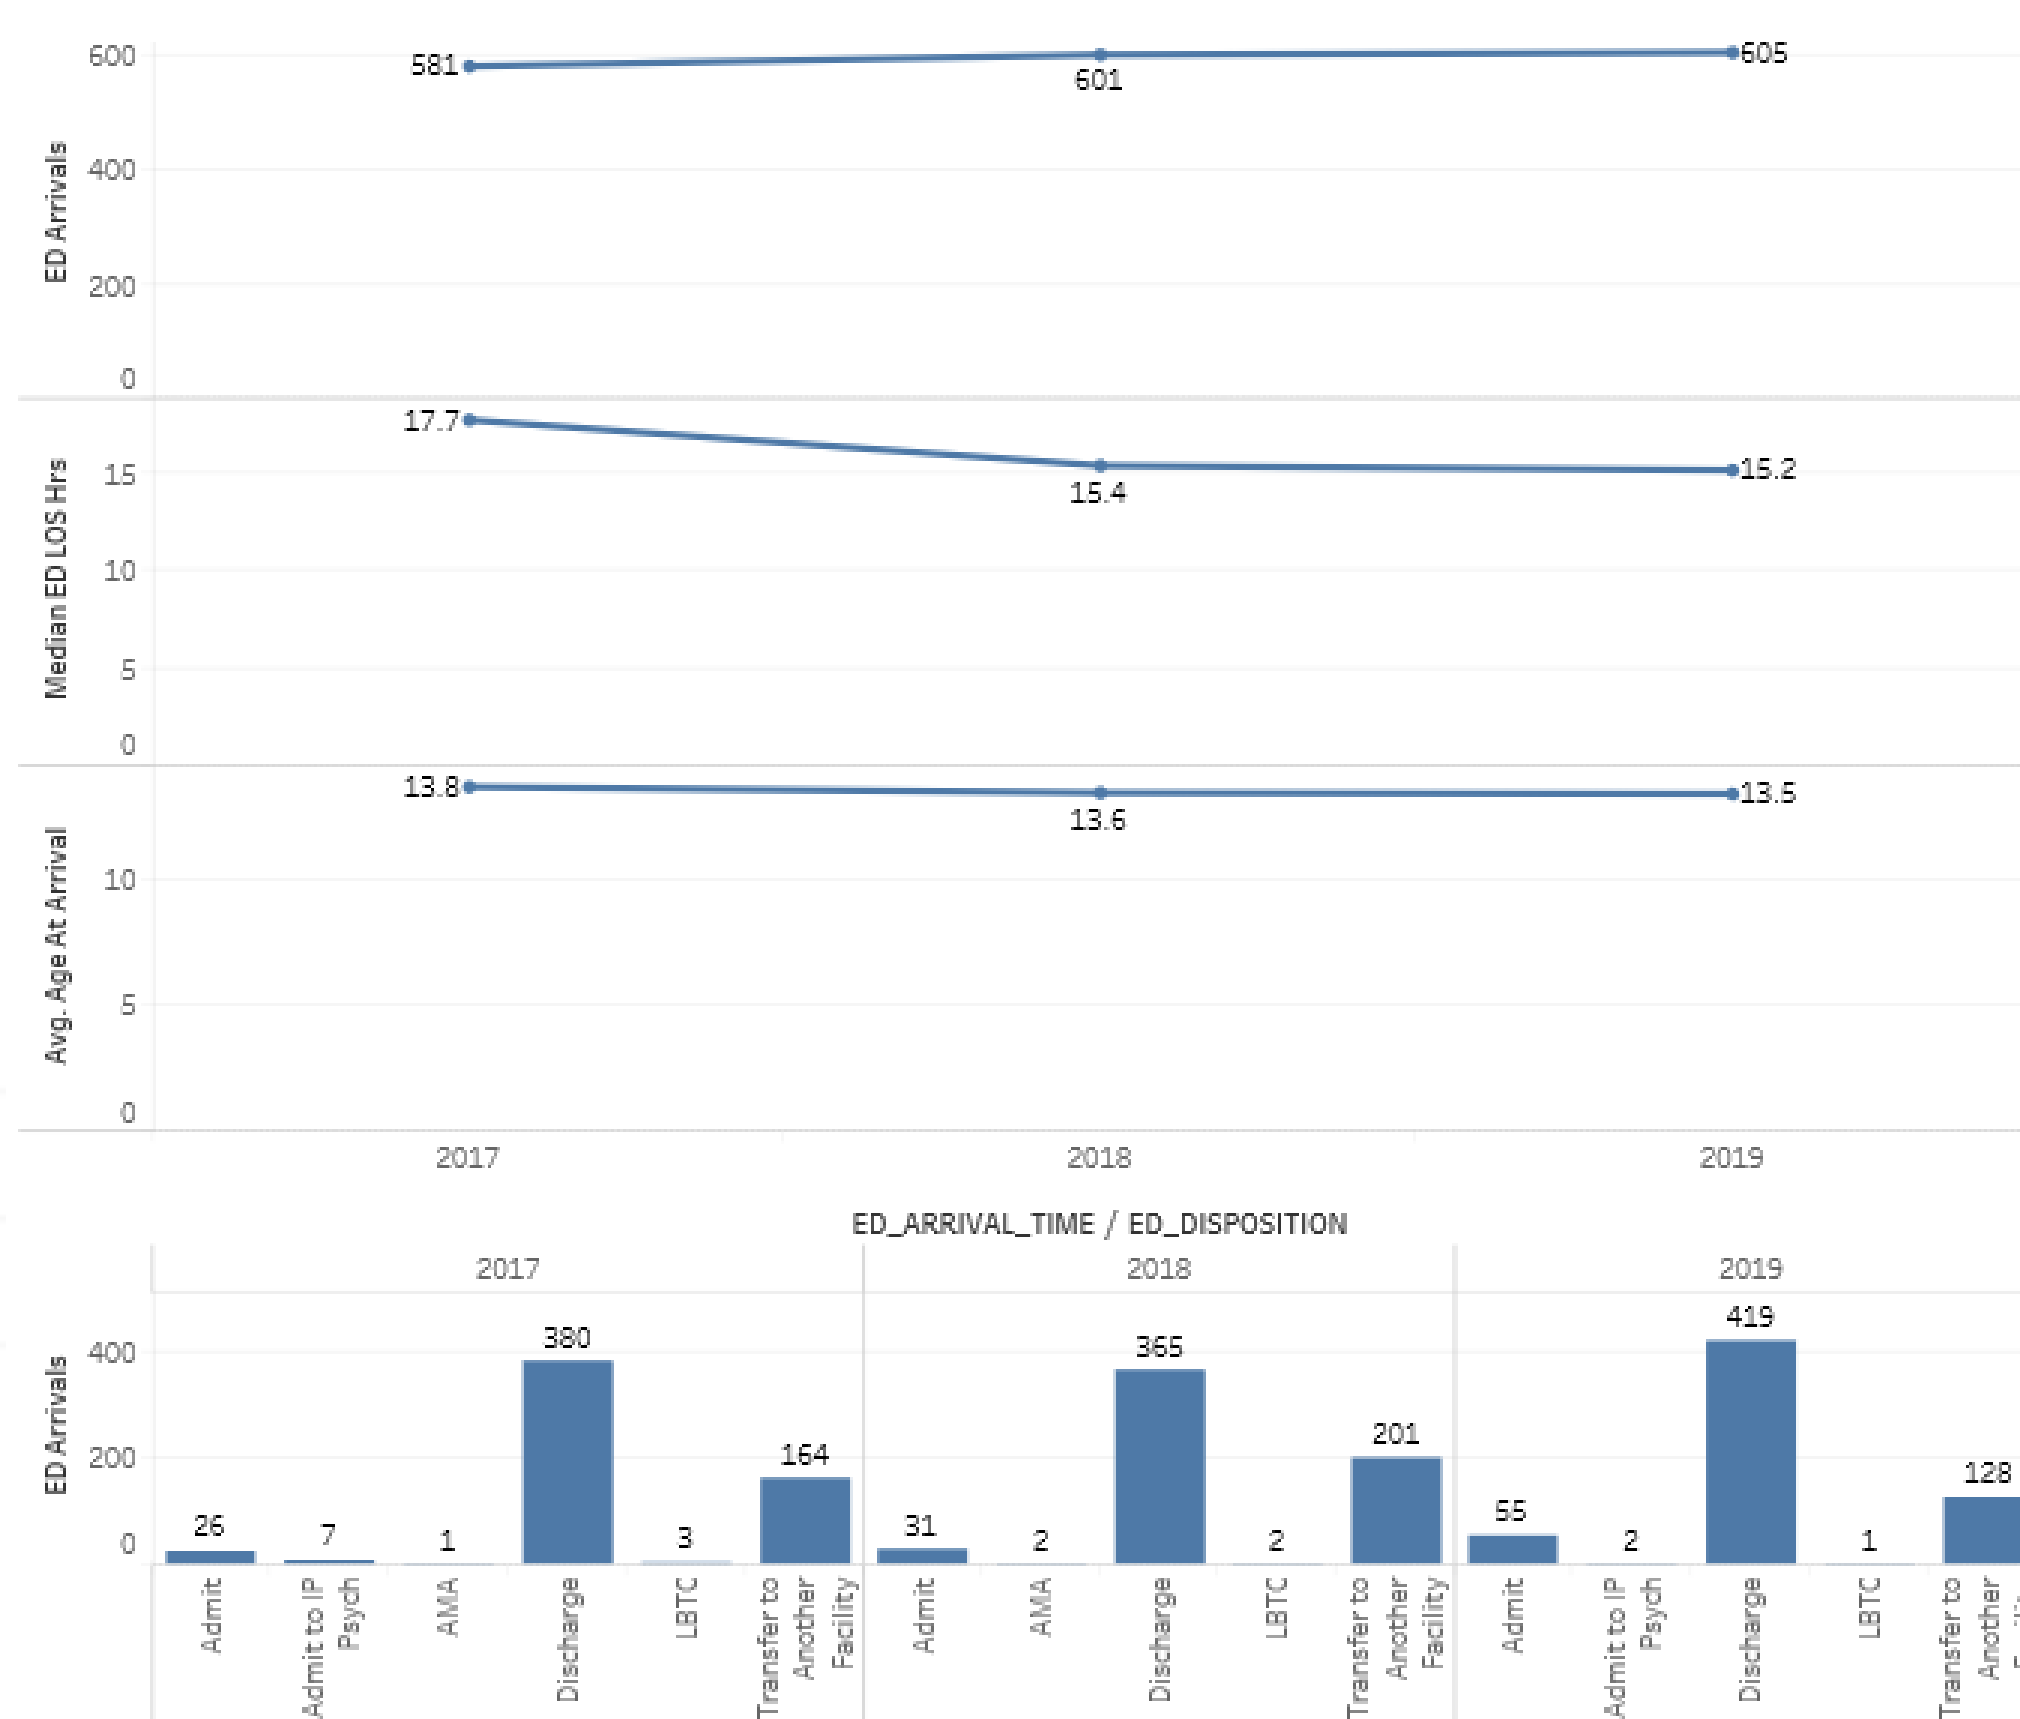 600
400
200
0
ED Arrivals
581
601
605
15
10
5
0
Median ED LOS Hrs
17.7
15.4
15.2
10
5
0
Avg. Age At Arrival
13.8
13.6
13.5
2017 2018 2019
ED_ARRIVAL_TIME / ED_DISPOSITION
2017 2018 2019
400
200
0
ED Arrivals
26 7 1 380 3 164 31 2 365 2 201 55 2 419 1 128
Admit
Admit to IP
Psych
AMA
Discharge
LBTC
Transfer to
Another
Facility
Admit
AMA
Discharge
LBTC
Transfer to
Another
Facility
Admit
Admit to IP
Psych
Discharge
LBTC
Transfer to
Another